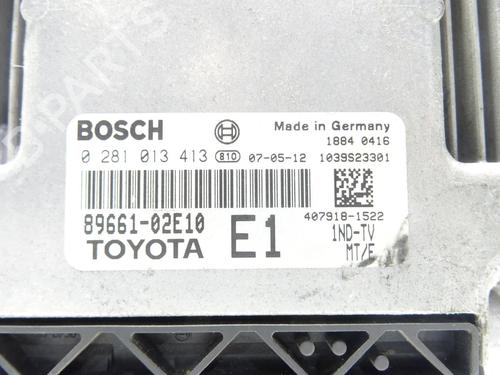 BOSCH
Made in Germany
1884 0416
0 281 013 413 810 07-05-12 1039S23301
407918-1522
89661-02E10
TOYOTA
E1
1ND-TV
MT/E
B PARTS